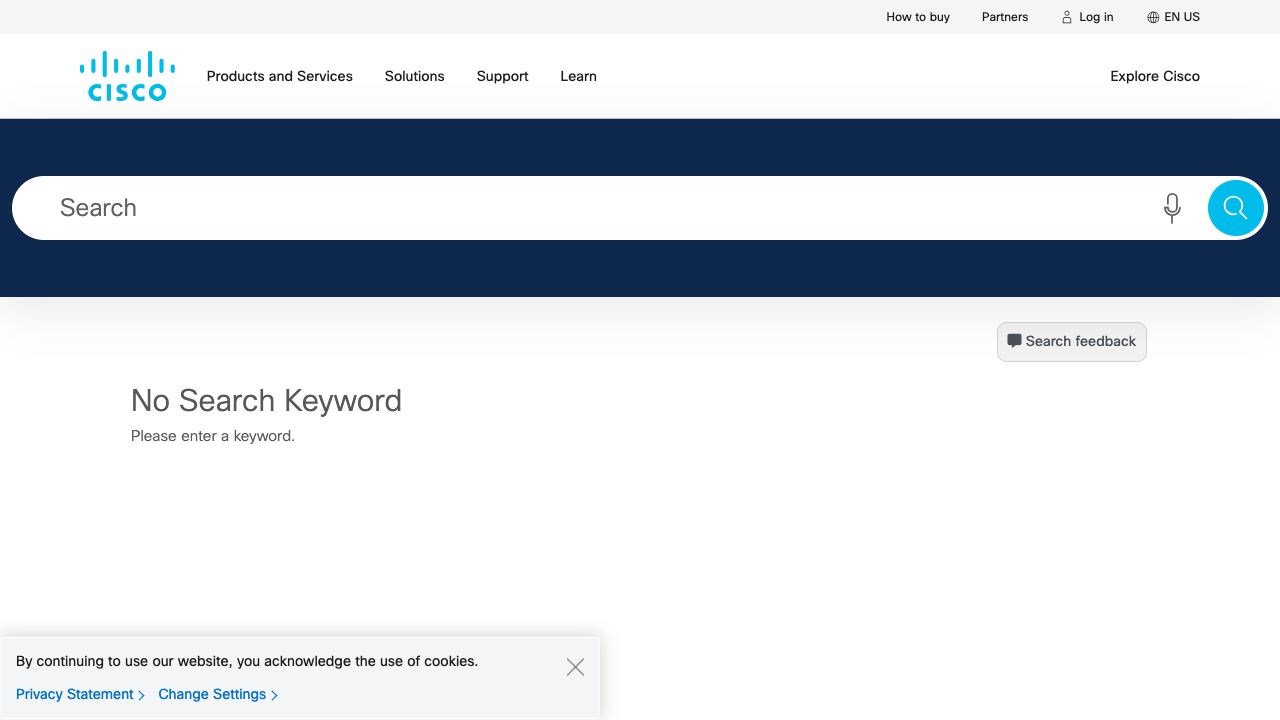 How to buy
Partners
Log in
EN US
CISCO
Products and Services
Solutions
Support
Learn
Explore Cisco
Search
Search feedback
No Search Keyword
Please enter a keyword.
By continuing to use our website, you acknowledge the use of cookies.
Privacy Statement
Change Settings